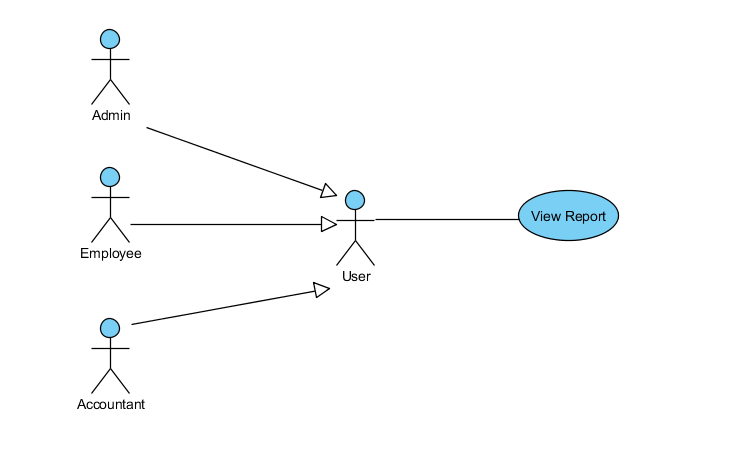 Admin
Employee
User
View Report
Accountant